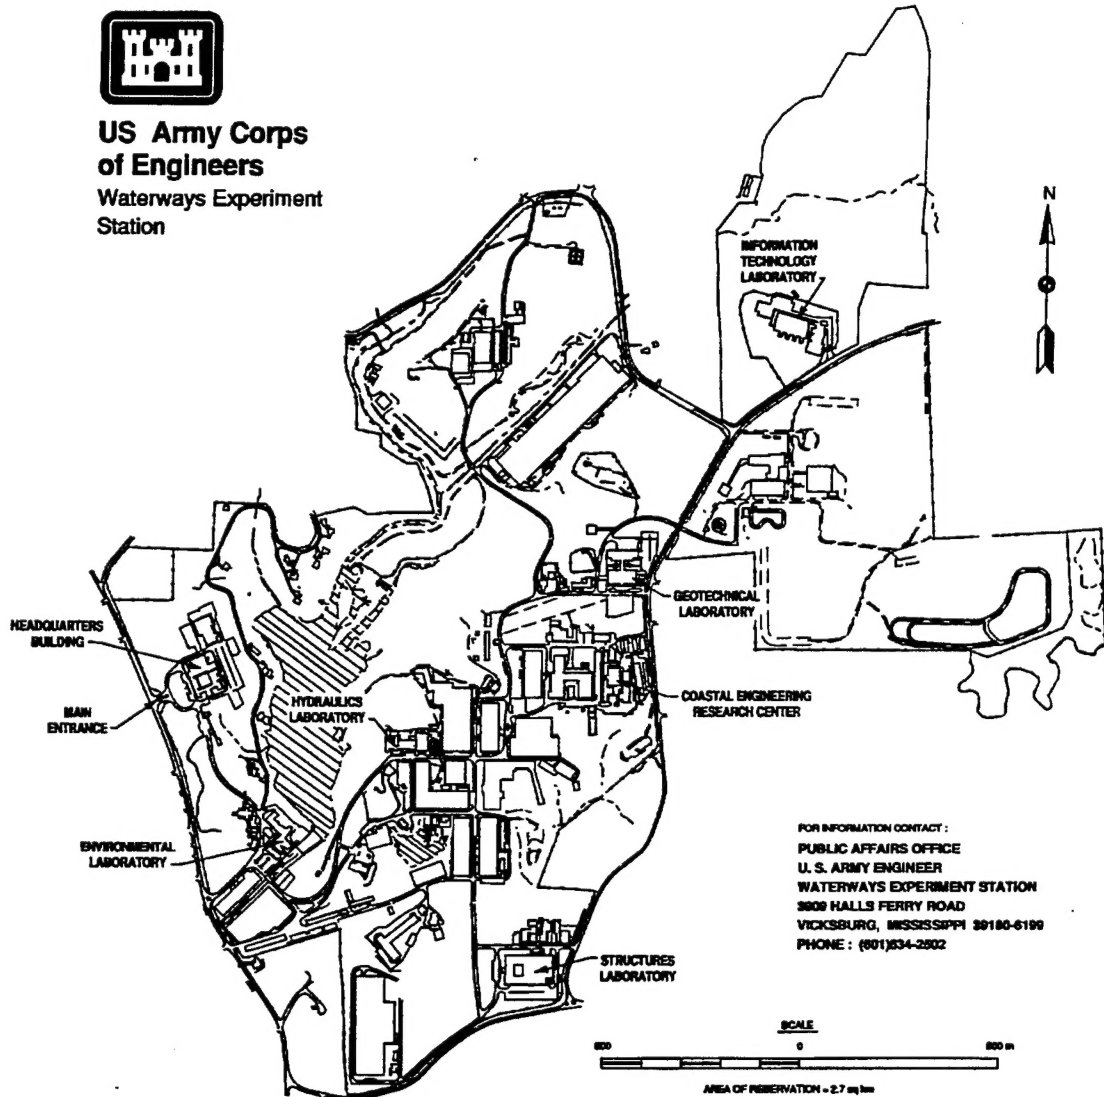 US Army Corps
of Engineers
Waterways Experiment
Station
N
INFORMATION
TECHNOLOGY
LABORATORY
GEOTECHNICAL
LABORATORY
HEADQUARTERS
BUILDING
MAIN
ENTRANCE
HYDRAULICS
LABORATORY
COASTAL ENGINEERING
RESEARCH CENTER
ENVIRONMENTAL
LABORATORY
FOR INFORMATION CONTACT :
PUBLIC AFFAIRS OFFICE
U. S. ARMY ENGINEER
WATERWAYS EXPERIMENT STATION
3909 HALLS FERRY ROAD
VICKSBURG, MISSISSIPPI 39180-6199
PHONE : (601)634-2502
STRUCTURES
LABORATORY
SCALE
0
AREA OF RESERVATION = 2.7 sq km